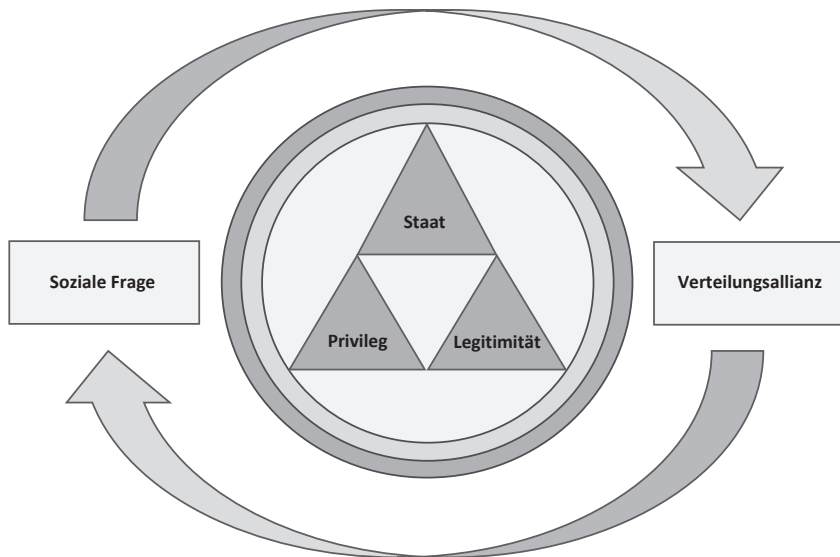 Staat
Soziale Frage
Verteilungsallianz
Privileg
Legitimität